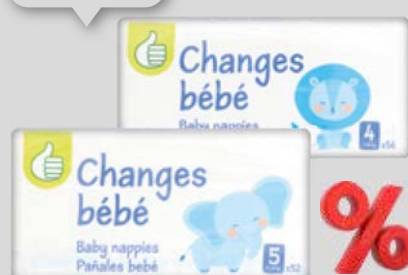 Changes
bébé
Baby nappies
4
x56
Changes
bébé
Baby nappies
Pañales bebé
5
x52
%